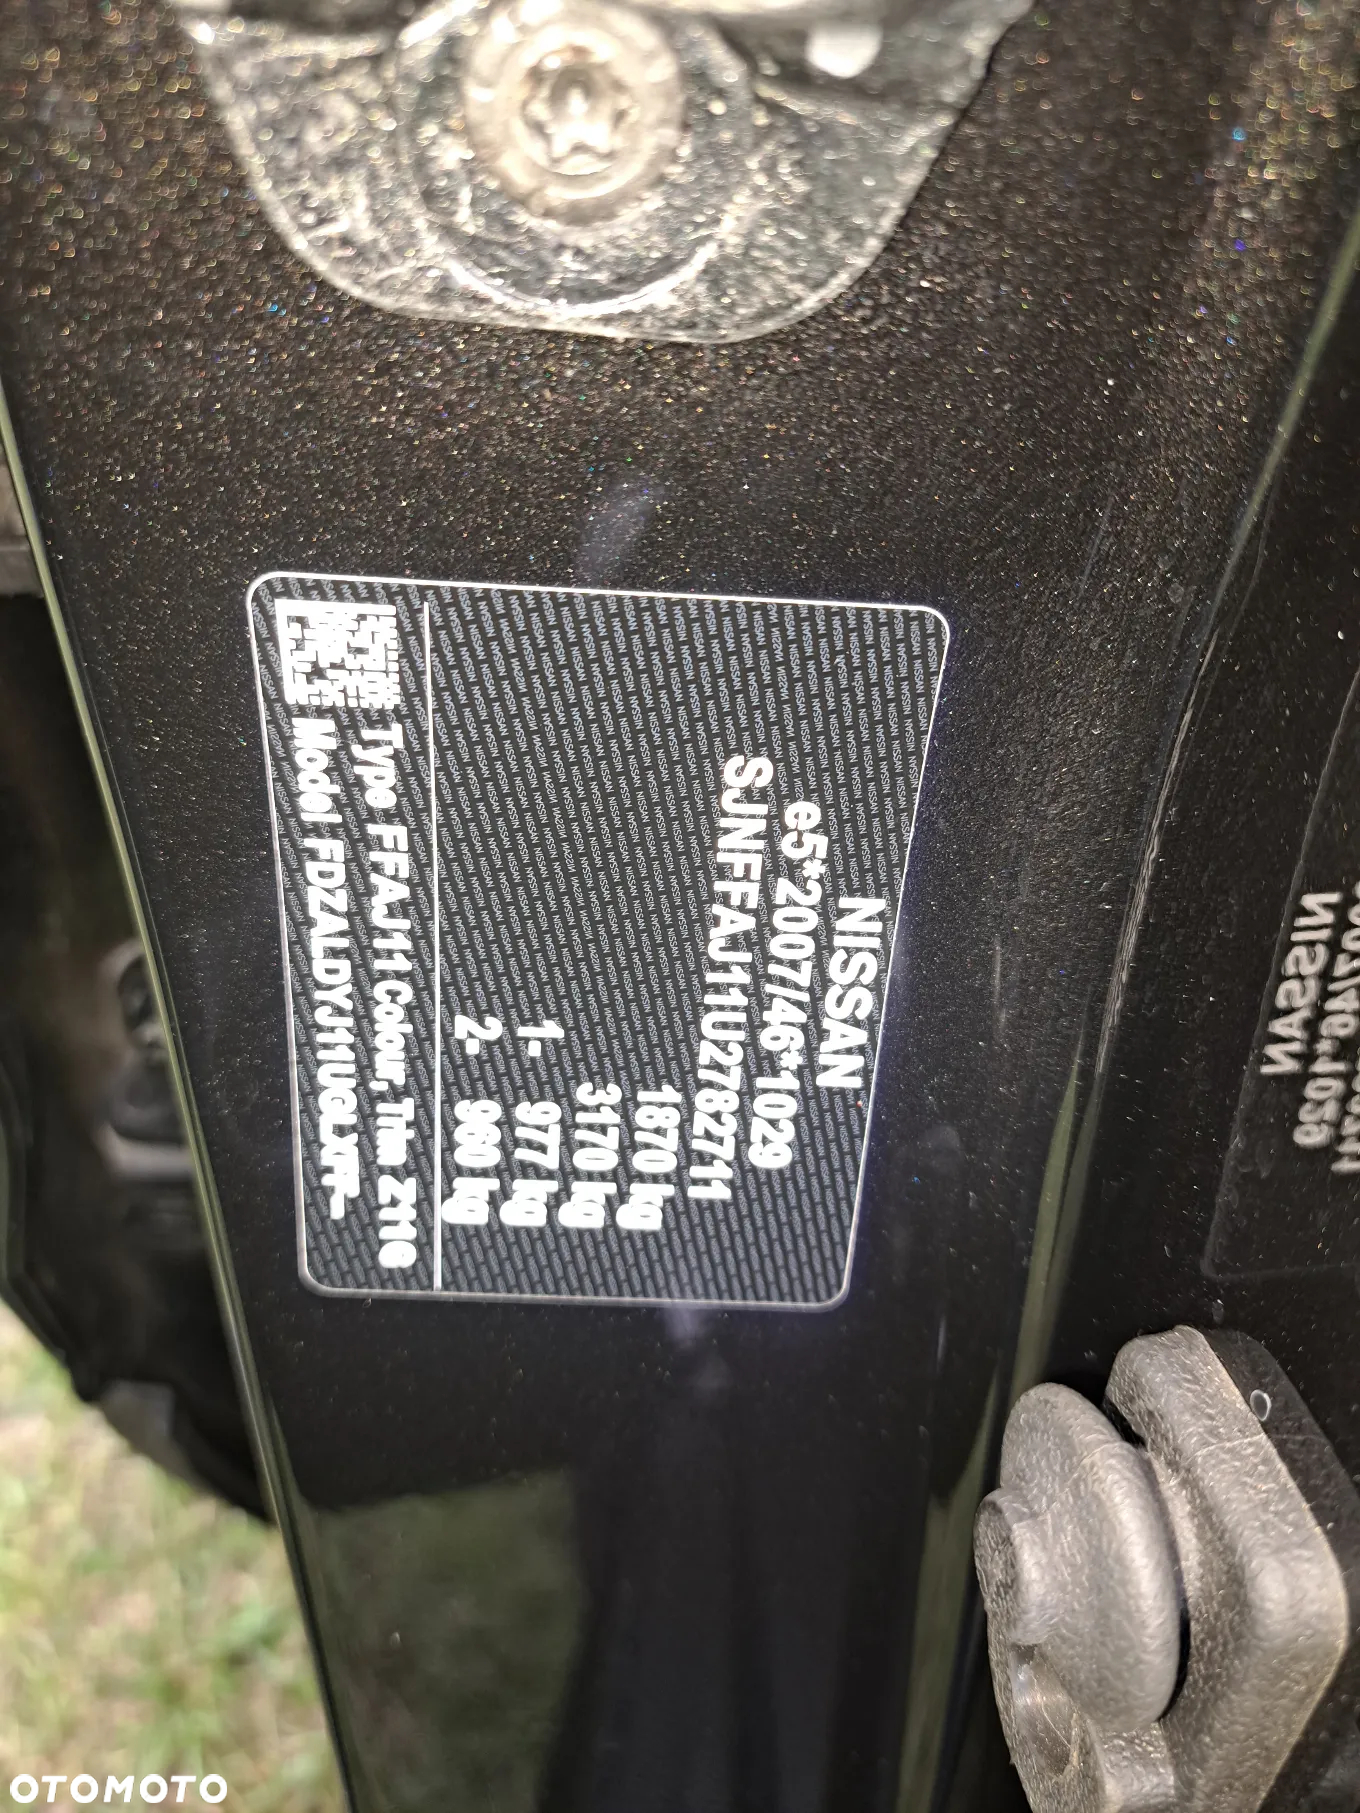 NISSAN
e5*2007/46*1029
SJNFFAJ11U2782711
1870 kg
3170 kg
1- 977 kg
2- 960 kg
Type FFAJ11 Colour, Trim Z11G
Model FDZALDYJ11UGLXFF--
NISSAN
OTOMOTO